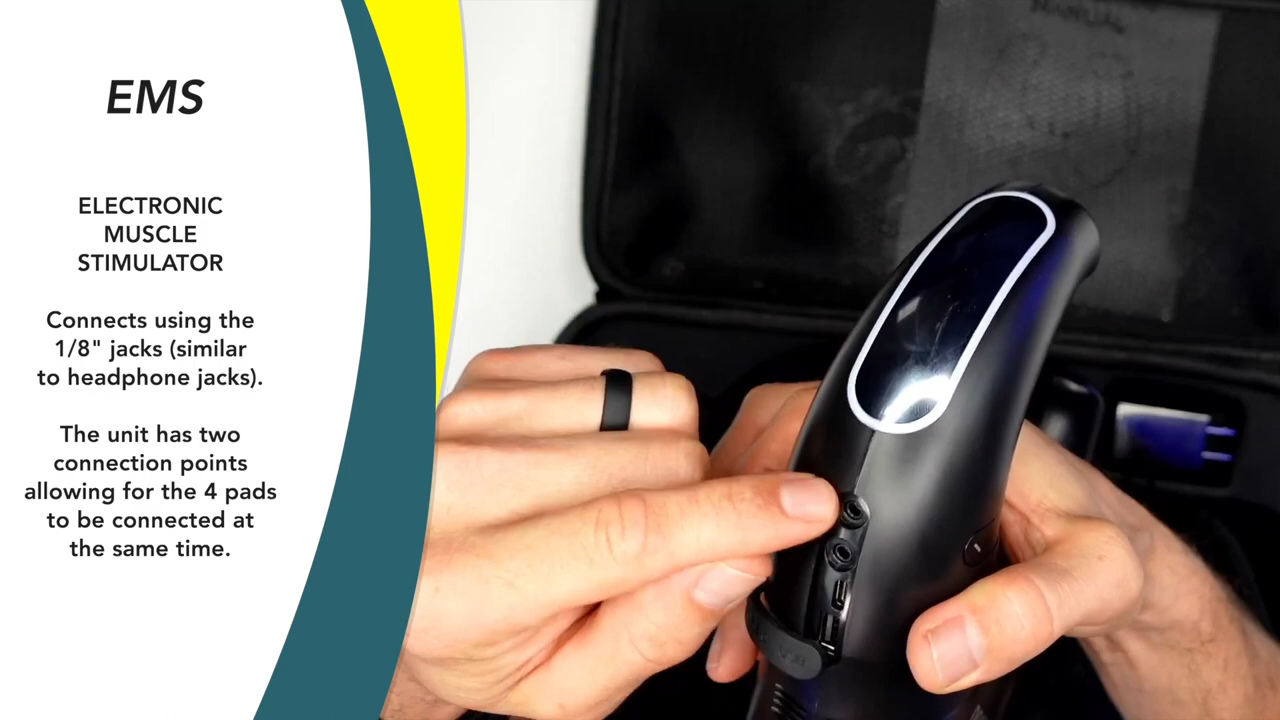 EMS
ELECTRONIC
MUSCLE
STIMULATOR
Connects using the
1/8" jacks (similar
to headphone jacks).
The unit has two
connection points
allowing for the 4 pads
to be connected at
the same time.